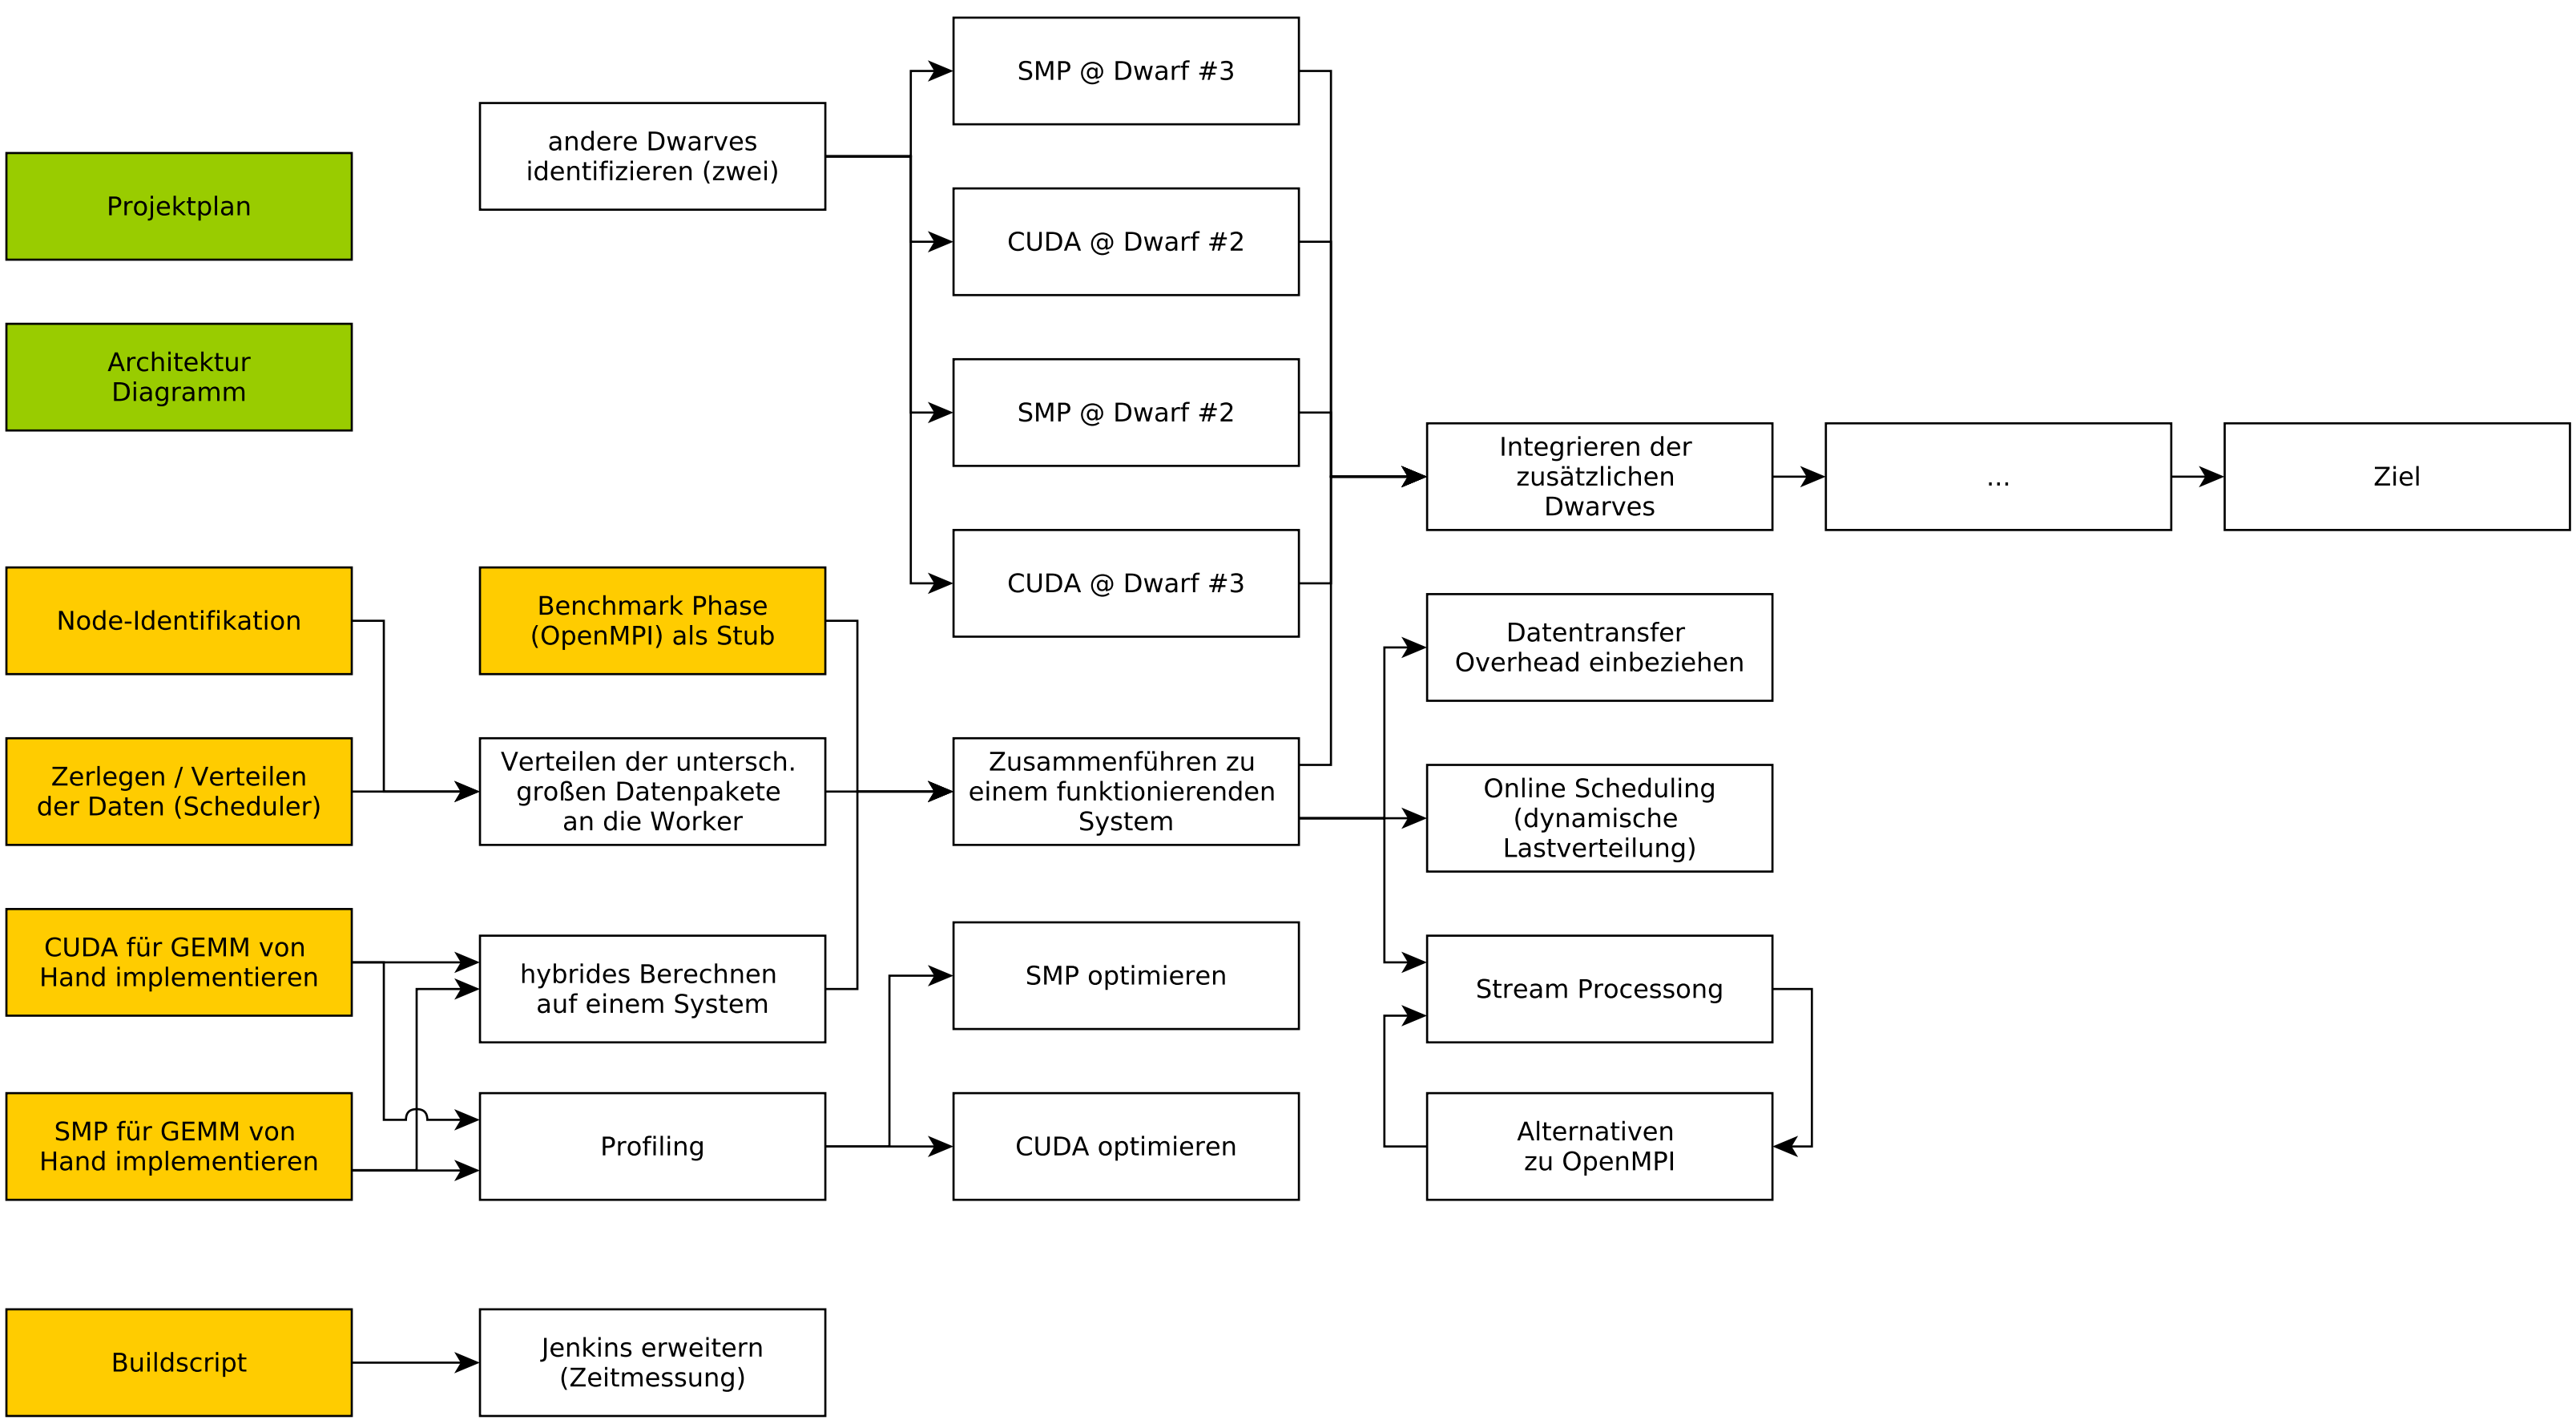 Projektplan
Architektur
Diagramm
Node-Identifikation
Zerlegen / Verteilen
der Daten (Scheduler)
CUDA für GEMM von
Hand implementieren
SMP für GEMM von
Hand implementieren
Buildscript
andere Dwarves
identifizieren (zwei)
Benchmark Phase
(OpenMPI) als Stub
Verteilen der untersch.
großen Datenpakete
an die Worker
hybrides Berechnen
auf einem System
Profiling
Jenkins erweitern
(Zeitmessung)
SMP @ Dwarf #3
CUDA @ Dwarf #2
SMP @ Dwarf #2
CUDA @ Dwarf #3
Zusammenführen zu
einem funktionierenden
System
SMP optimieren
CUDA optimieren
Integrieren der
zusätzlichen
Dwarves
Datentransfer
Overhead einbeziehen
Online Scheduling
(dynamische
Lastverteilung)
Stream Processong
Alternativen
zu OpenMPI
...
Ziel